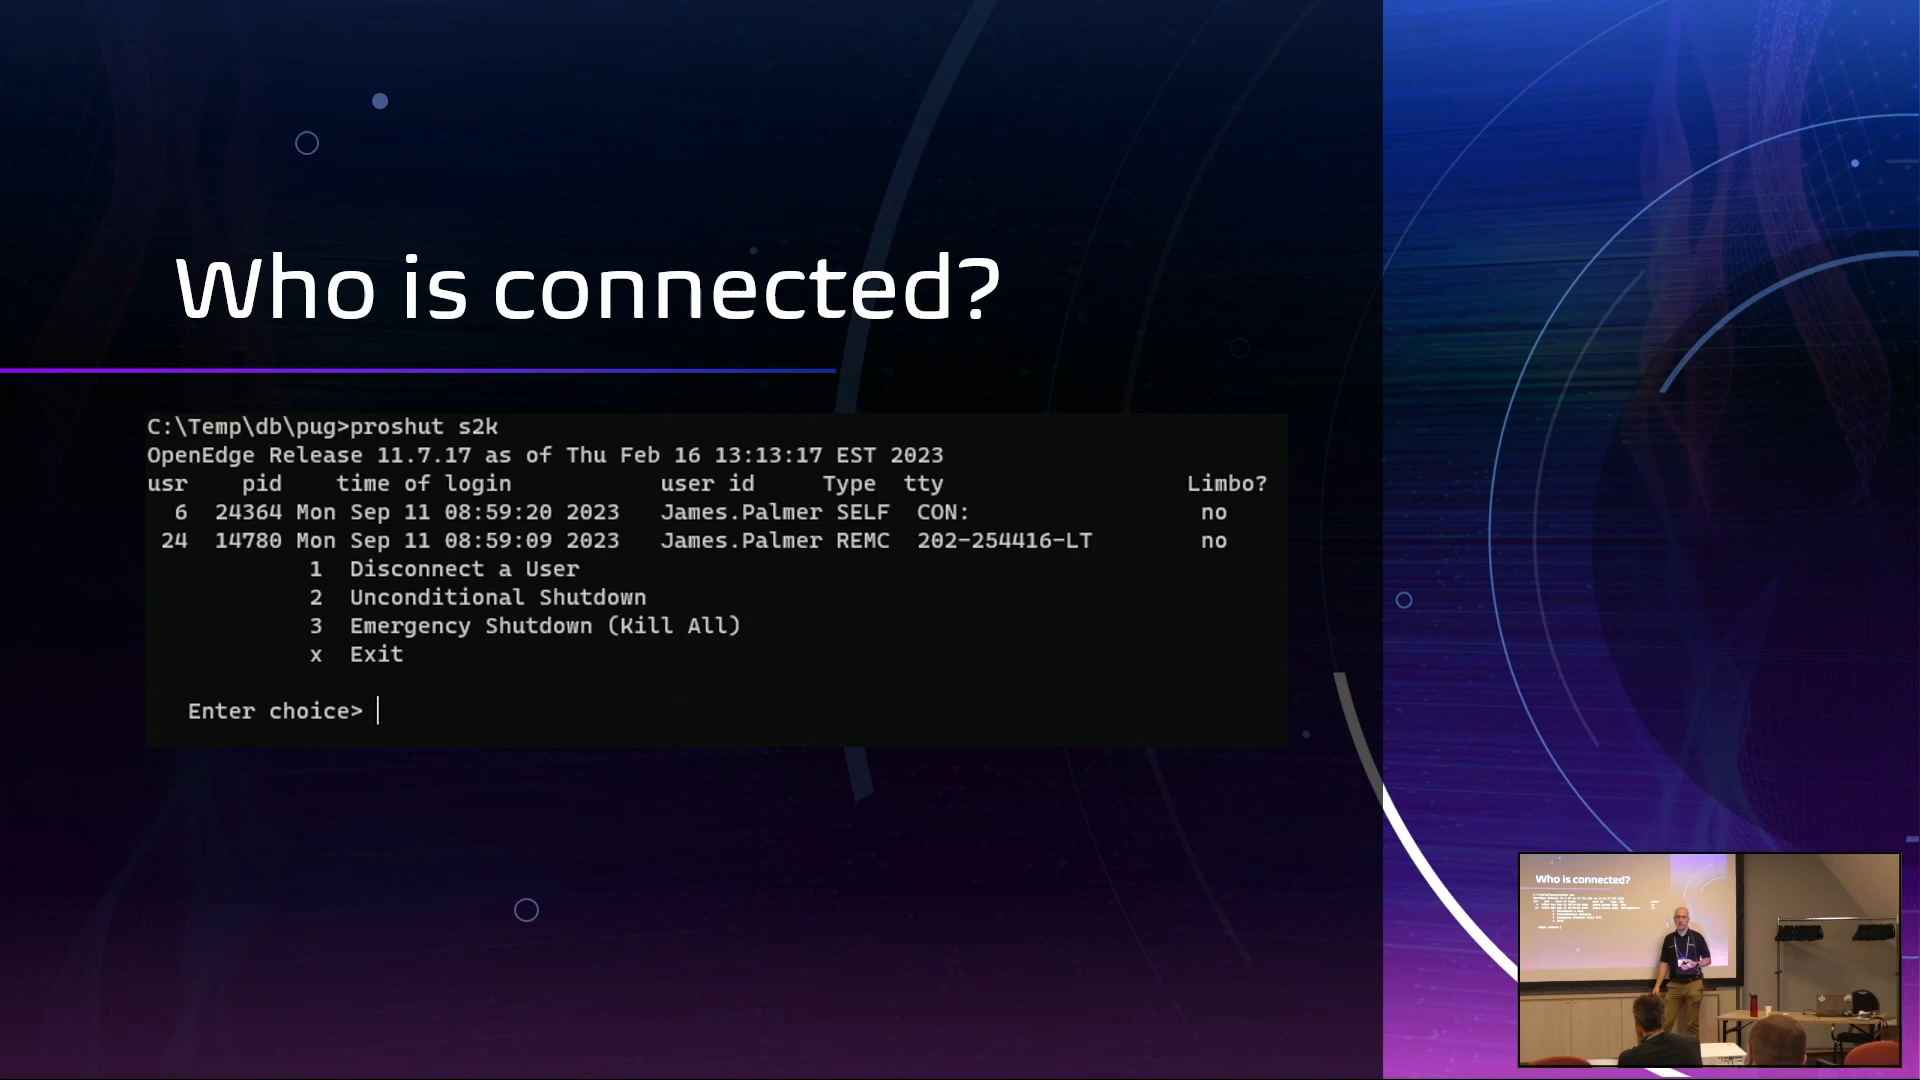 Who is connected?
C:\Temp\db\pug>proshut s2k
OpenEdge Release 11.7.17 as of Thu Feb 16 13:13:17 EST 2023
usr    pid    time of login           user id     Type  tty                  Limbo?
  6  24364 Mon Sep 11 08:59:20 2023   James.Palmer SELF  CON:                 no
 24  14780 Mon Sep 11 08:59:09 2023   James.Palmer REMC  202-254416-LT        no
            1  Disconnect a User
            2  Unconditional Shutdown
            3  Emergency Shutdown (Kill All)
            x  Exit
   Enter choice>
Who is connected?